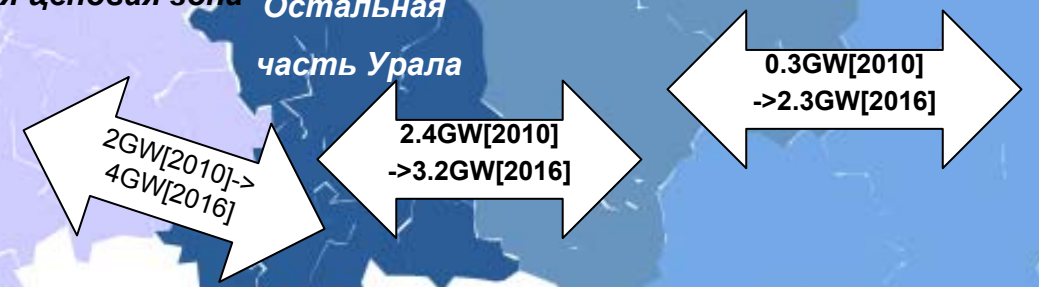 ценовая зона
Остальная
часть Урала
0.3GW[2010]
->2.3GW[2016]
2.4GW[2010]
->3.2GW[2016]
2GW[2010]->
4GW[2016]